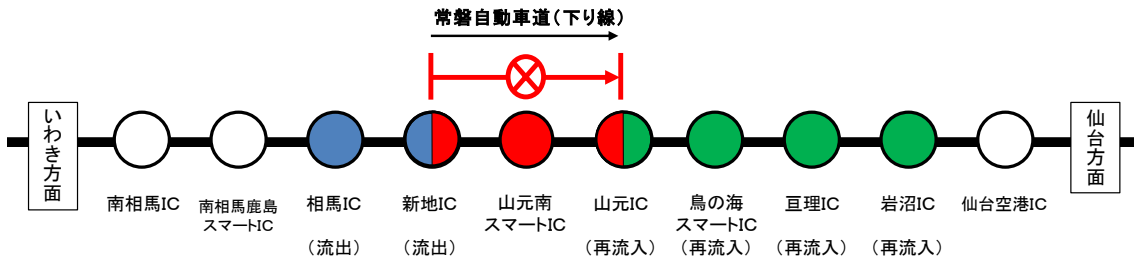 常磐自動車道(下り線)
いわき方面
仙台方面
南相馬IC
南相馬鹿島
スマートIC
相馬IC
(流出)
新地IC
(流出)
山元南
スマートIC
山元IC
(再流入)
鳥の海
スマートIC
(再流入)
亘理IC
(再流入)
岩沼IC
(再流入)
仙台空港IC